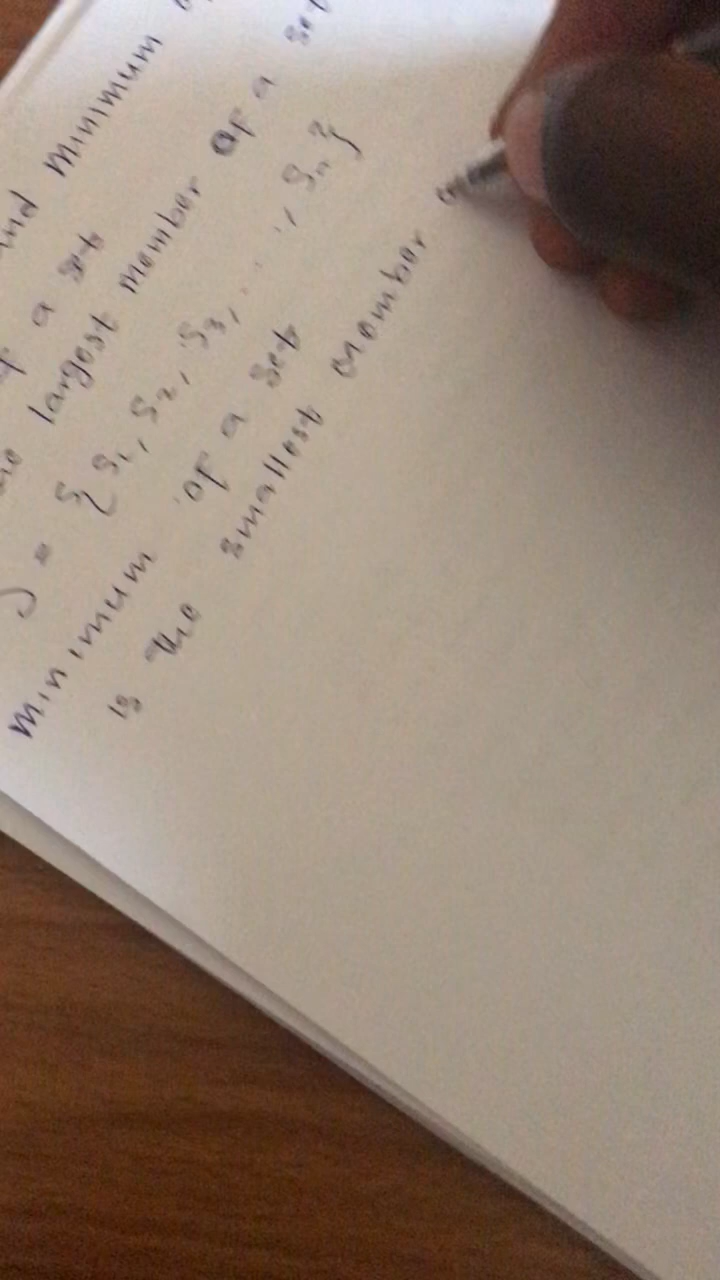 and minimum
of a set
largest member of a set
S = { S₁, S₂, S₃, ..., Sₙ }
minimum of a set
is the smallest member